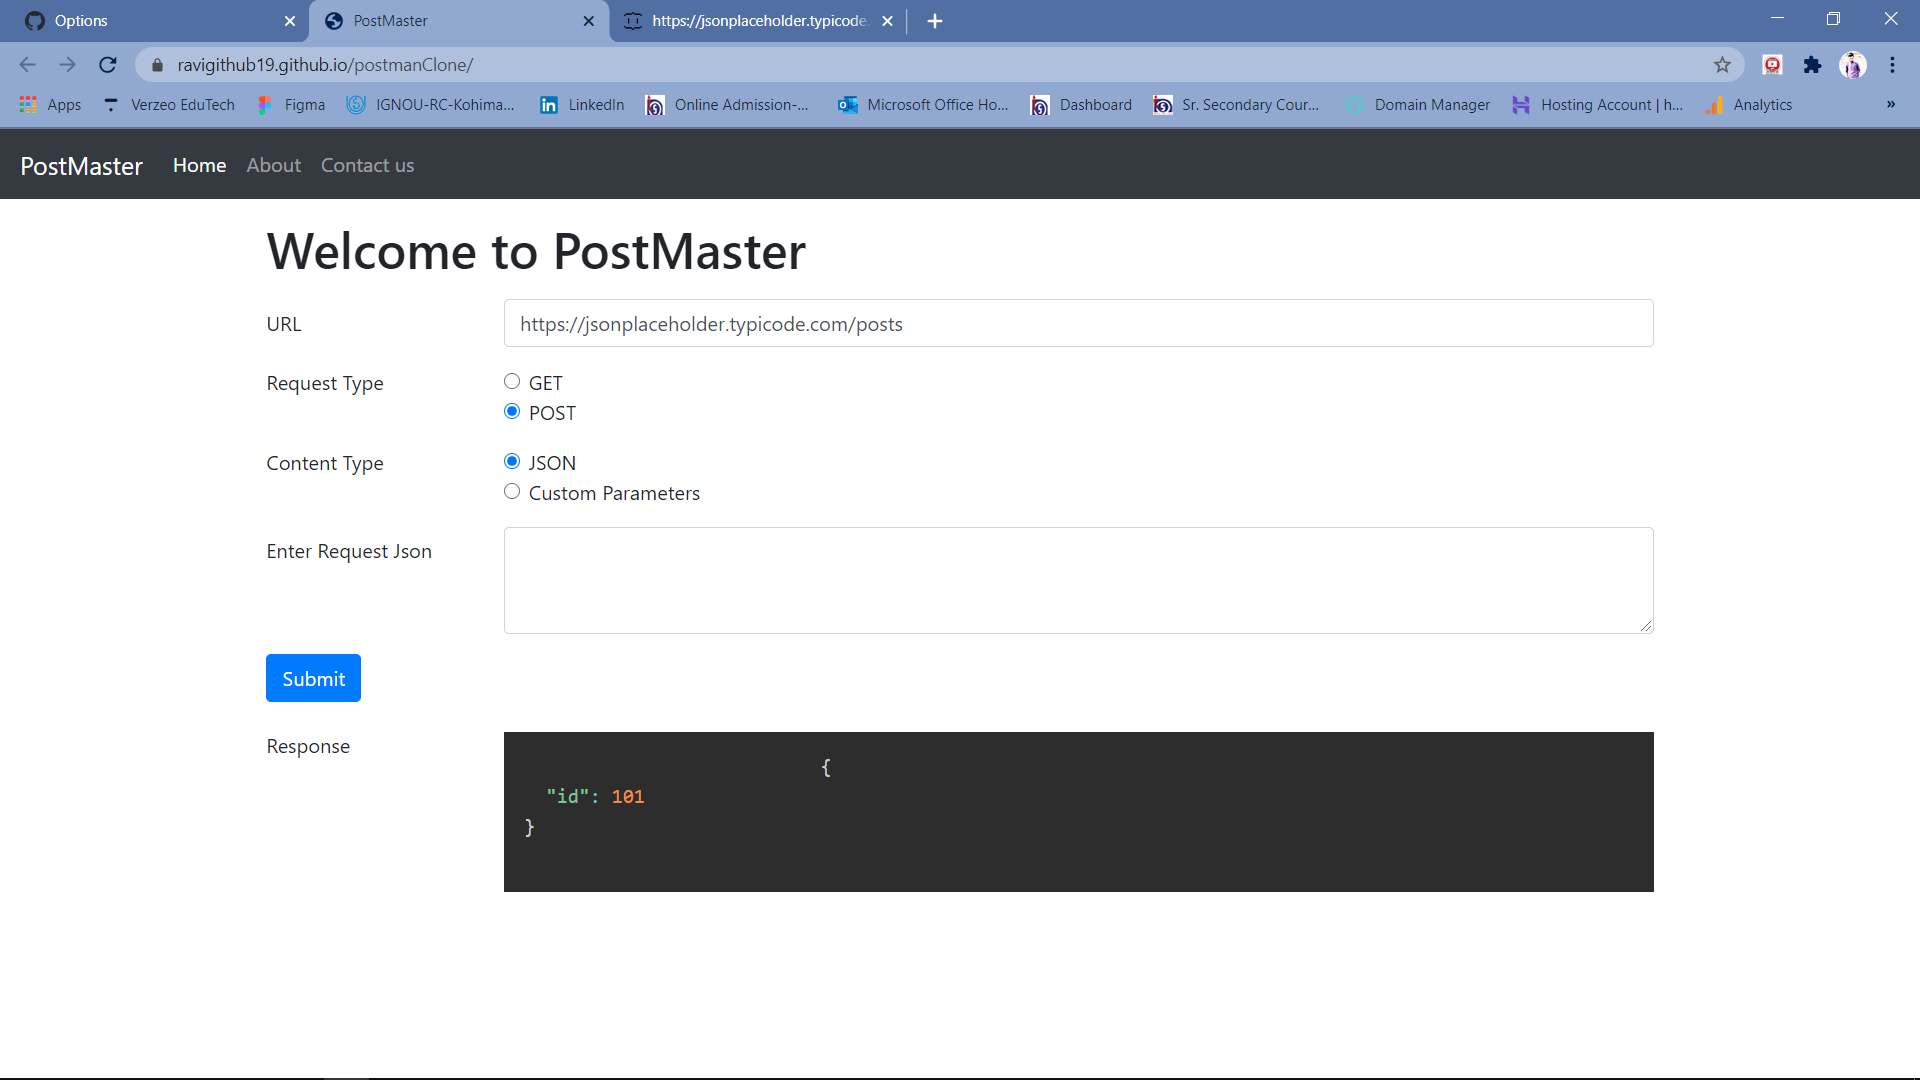 Options
PostMaster
https://jsonplaceholder.typicode.
ravigithub19.github.io/postmanClone/
Apps
Verzeo EduTech
Figma
IGNOU-RC-Kohima...
LinkedIn
Online Admission-...
Microsoft Office Ho...
Dashboard
Sr. Secondary Cour...
Domain Manager
Hosting Account | h...
Analytics
»
PostMaster Home About Contact us
Welcome to PostMaster
URL https://jsonplaceholder.typicode.com/posts
Request Type GET
POST
Content Type JSON
Custom Parameters
Enter Request Json
Submit
Response
{
"id": 101
}